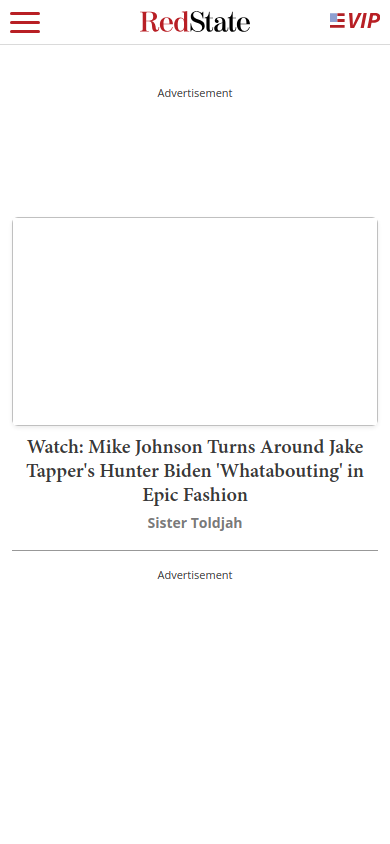 RedState
VIP
Advertisement
Watch: Mike Johnson Turns Around Jake
Tapper's Hunter Biden 'Whatabouting' in
Epic Fashion
Sister Toldjah
Advertisement